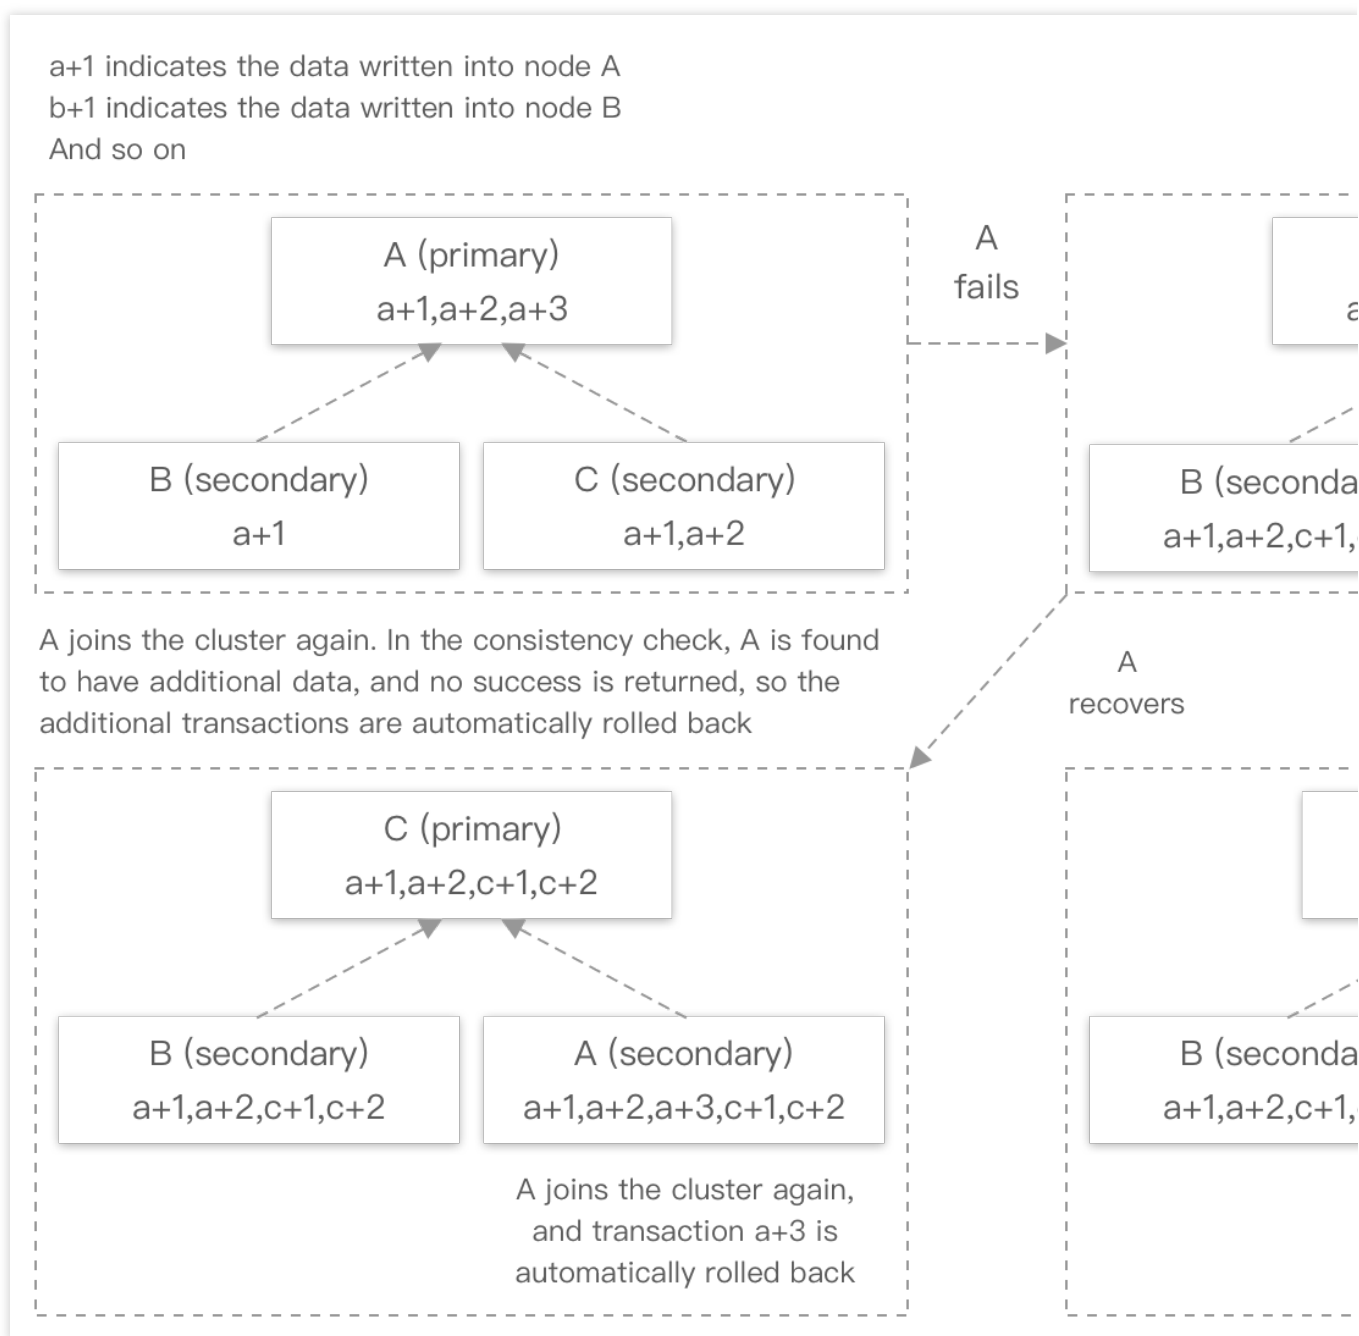 a+1 indicates the data written into node A
b+1 indicates the data written into node B
And so on
A (primary)
a+1,a+2,a+3
B (secondary)
a+1
C (secondary)
a+1,a+2
A
fails
B
a+1,a+2,c+1,
A joins the cluster again. In the consistency check, A is found
to have additional data, and no success is returned, so the
additional transactions are automatically rolled back
A
recovers
C (primary)
a+1,a+2,c+1,c+2
B (secondary)
a+1,a+2,c+1,c+2
A (secondary)
a+1,a+2,a+3,c+1,c+2
A joins the cluster again,
and transaction a+3 is
automatically rolled back
B
a+1,a+2,c+1,